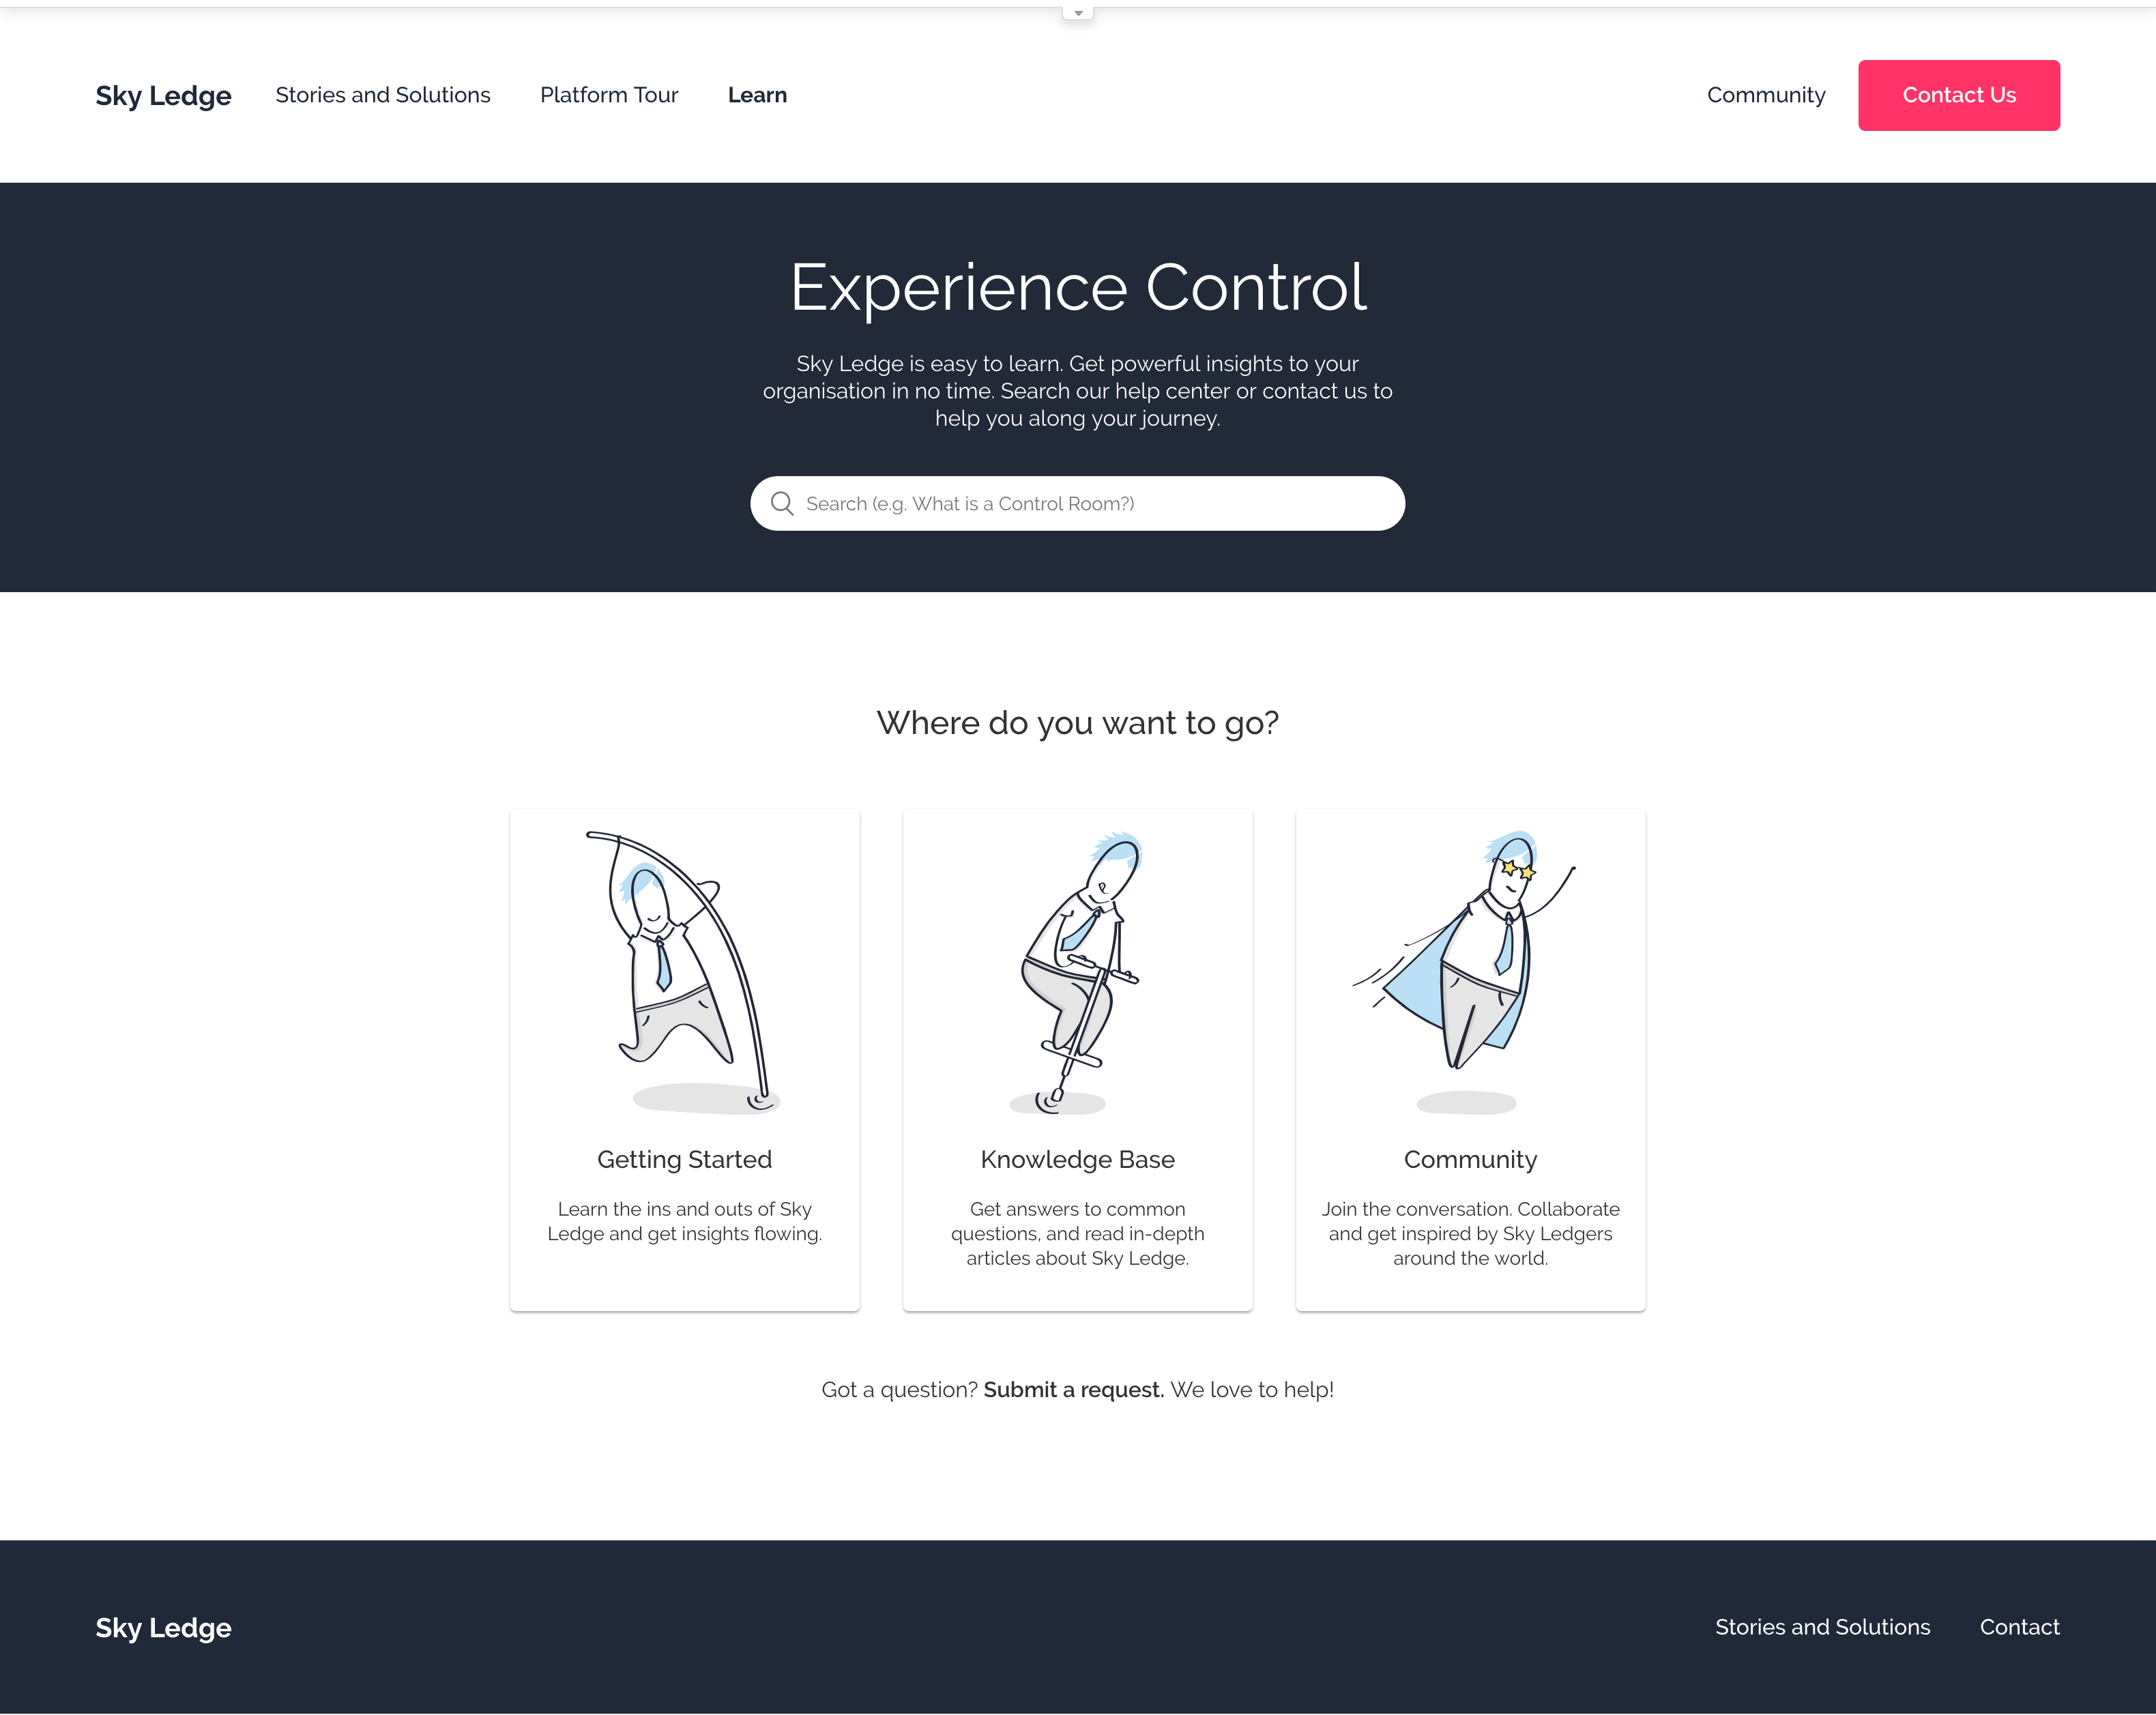 Sky Ledge
Stories and Solutions
Platform Tour
Learn
Community
Contact Us
Experience Control
Sky Ledge is easy to learn. Get powerful insights to your
organisation in no time. Search our help center or contact us to
help you along your journey.
Search (e.g. What is a Control Room?)
Where do you want to go?
Getting Started
Learn the ins and outs of Sky
Ledge and get insights flowing.
Knowledge Base
Get answers to common
questions, and read in-depth
articles about Sky Ledge.
Community
Join the conversation. Collaborate
and get inspired by Sky Ledgers
around the world.
Got a question? Submit a request. We love to help!
Sky Ledge
Stories and Solutions
Contact